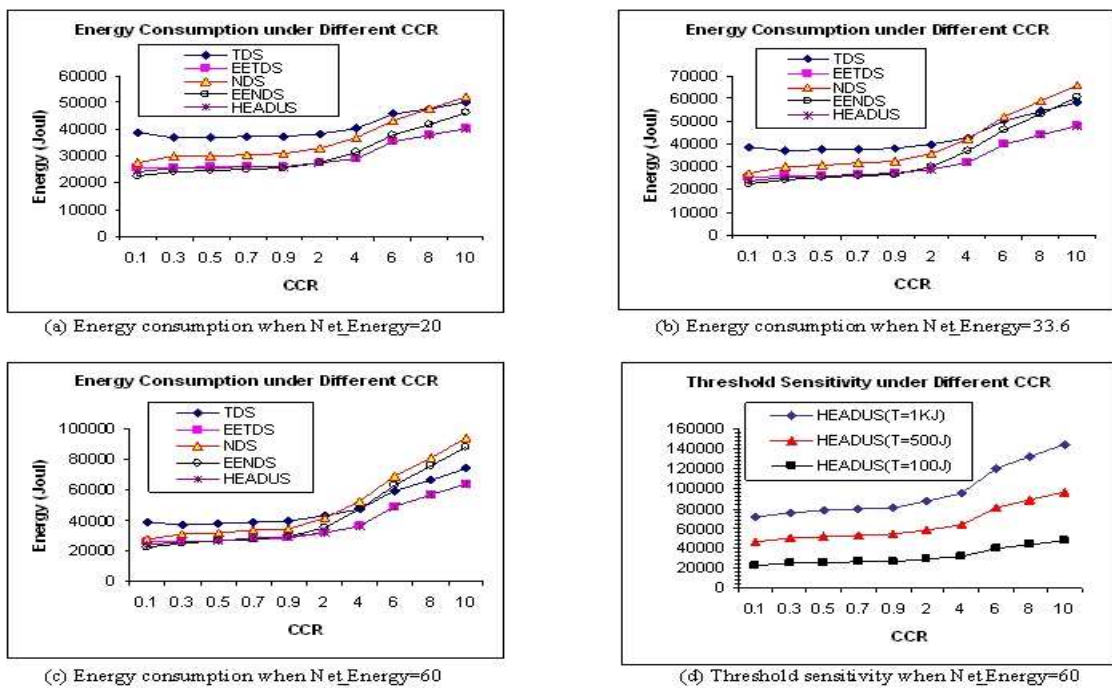 Energy Consumption under Different CCR
TDS
EETDS
NDS
EENDS
HEADUS
Energy (Joul)
60000
50000
40000
30000
20000
10000
0
0.1 0.3 0.5 0.7 0.9 2 4 6 8 10
CCR
(a) Energy consumption when Net_Energy=20
Energy Consumption under Different CCR
TDS
EETDS
NDS
EENDS
HEADUS
Energy (Joul)
70000
60000
50000
40000
30000
20000
10000
0
0.1 0.3 0.5 0.7 0.9 2 4 6 8 10
CCR
(b) Energy consumption when Net_Energy=33.6
Energy Consumption under Different CCR
TDS
EETDS
NDS
EENDS
HEADUS
Energy (Joul)
100000
80000
60000
40000
20000
0
0.1 0.3 0.5 0.7 0.9 2 4 6 8 10
CCR
(c) Energy consumption when Net_Energy=60
Threshold Sensitivity under Different CCR
HEADUS(T=1KJ)
HEADUS(T=500J)
HEADUS(T=100J)
Energy (Joul)
160000
140000
120000
100000
80000
60000
40000
20000
0
0.1 0.3 0.5 0.7 0.9 2 4 6 8 10
CCR
(d) Threshold sensitivity when Net_Energy=60